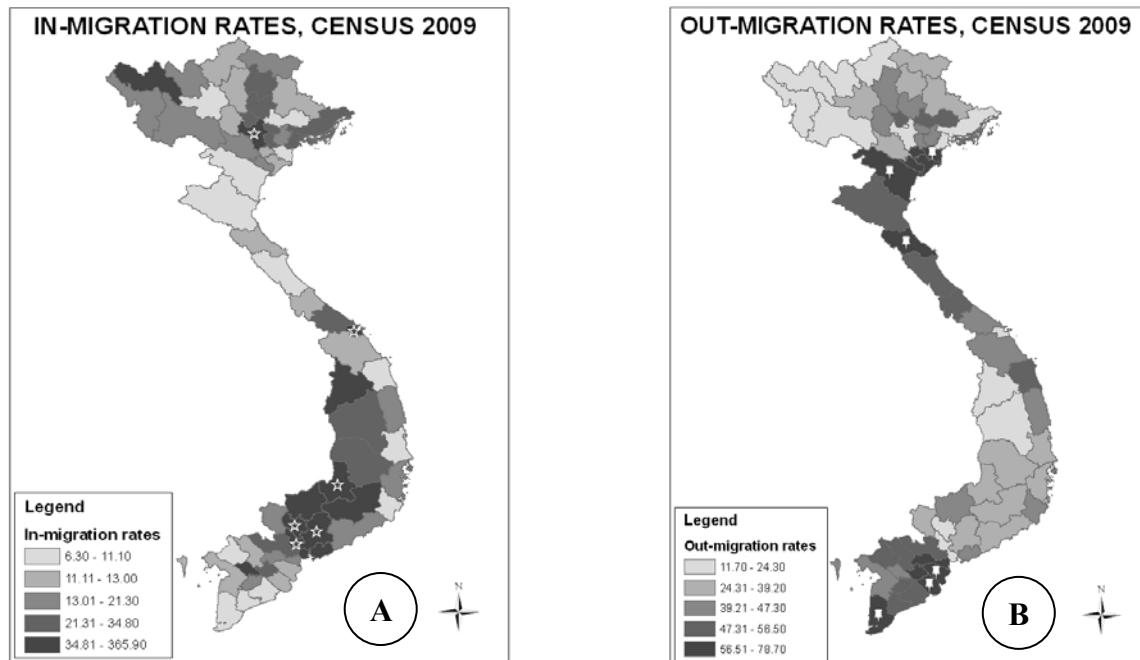 IN-MIGRATION RATES, CENSUS 2009
N
Legend
In-migration rates
6.30 - 11.10
11.11 - 13.00
13.01 - 21.30
21.31 - 34.80
34.81 - 365.90
A
OUT-MIGRATION RATES, CENSUS 2009
N
Legend
Out-migration rates
11.70 - 24.30
24.31 - 39.20
39.21 - 47.30
47.31 - 56.50
56.51 - 78.70
B